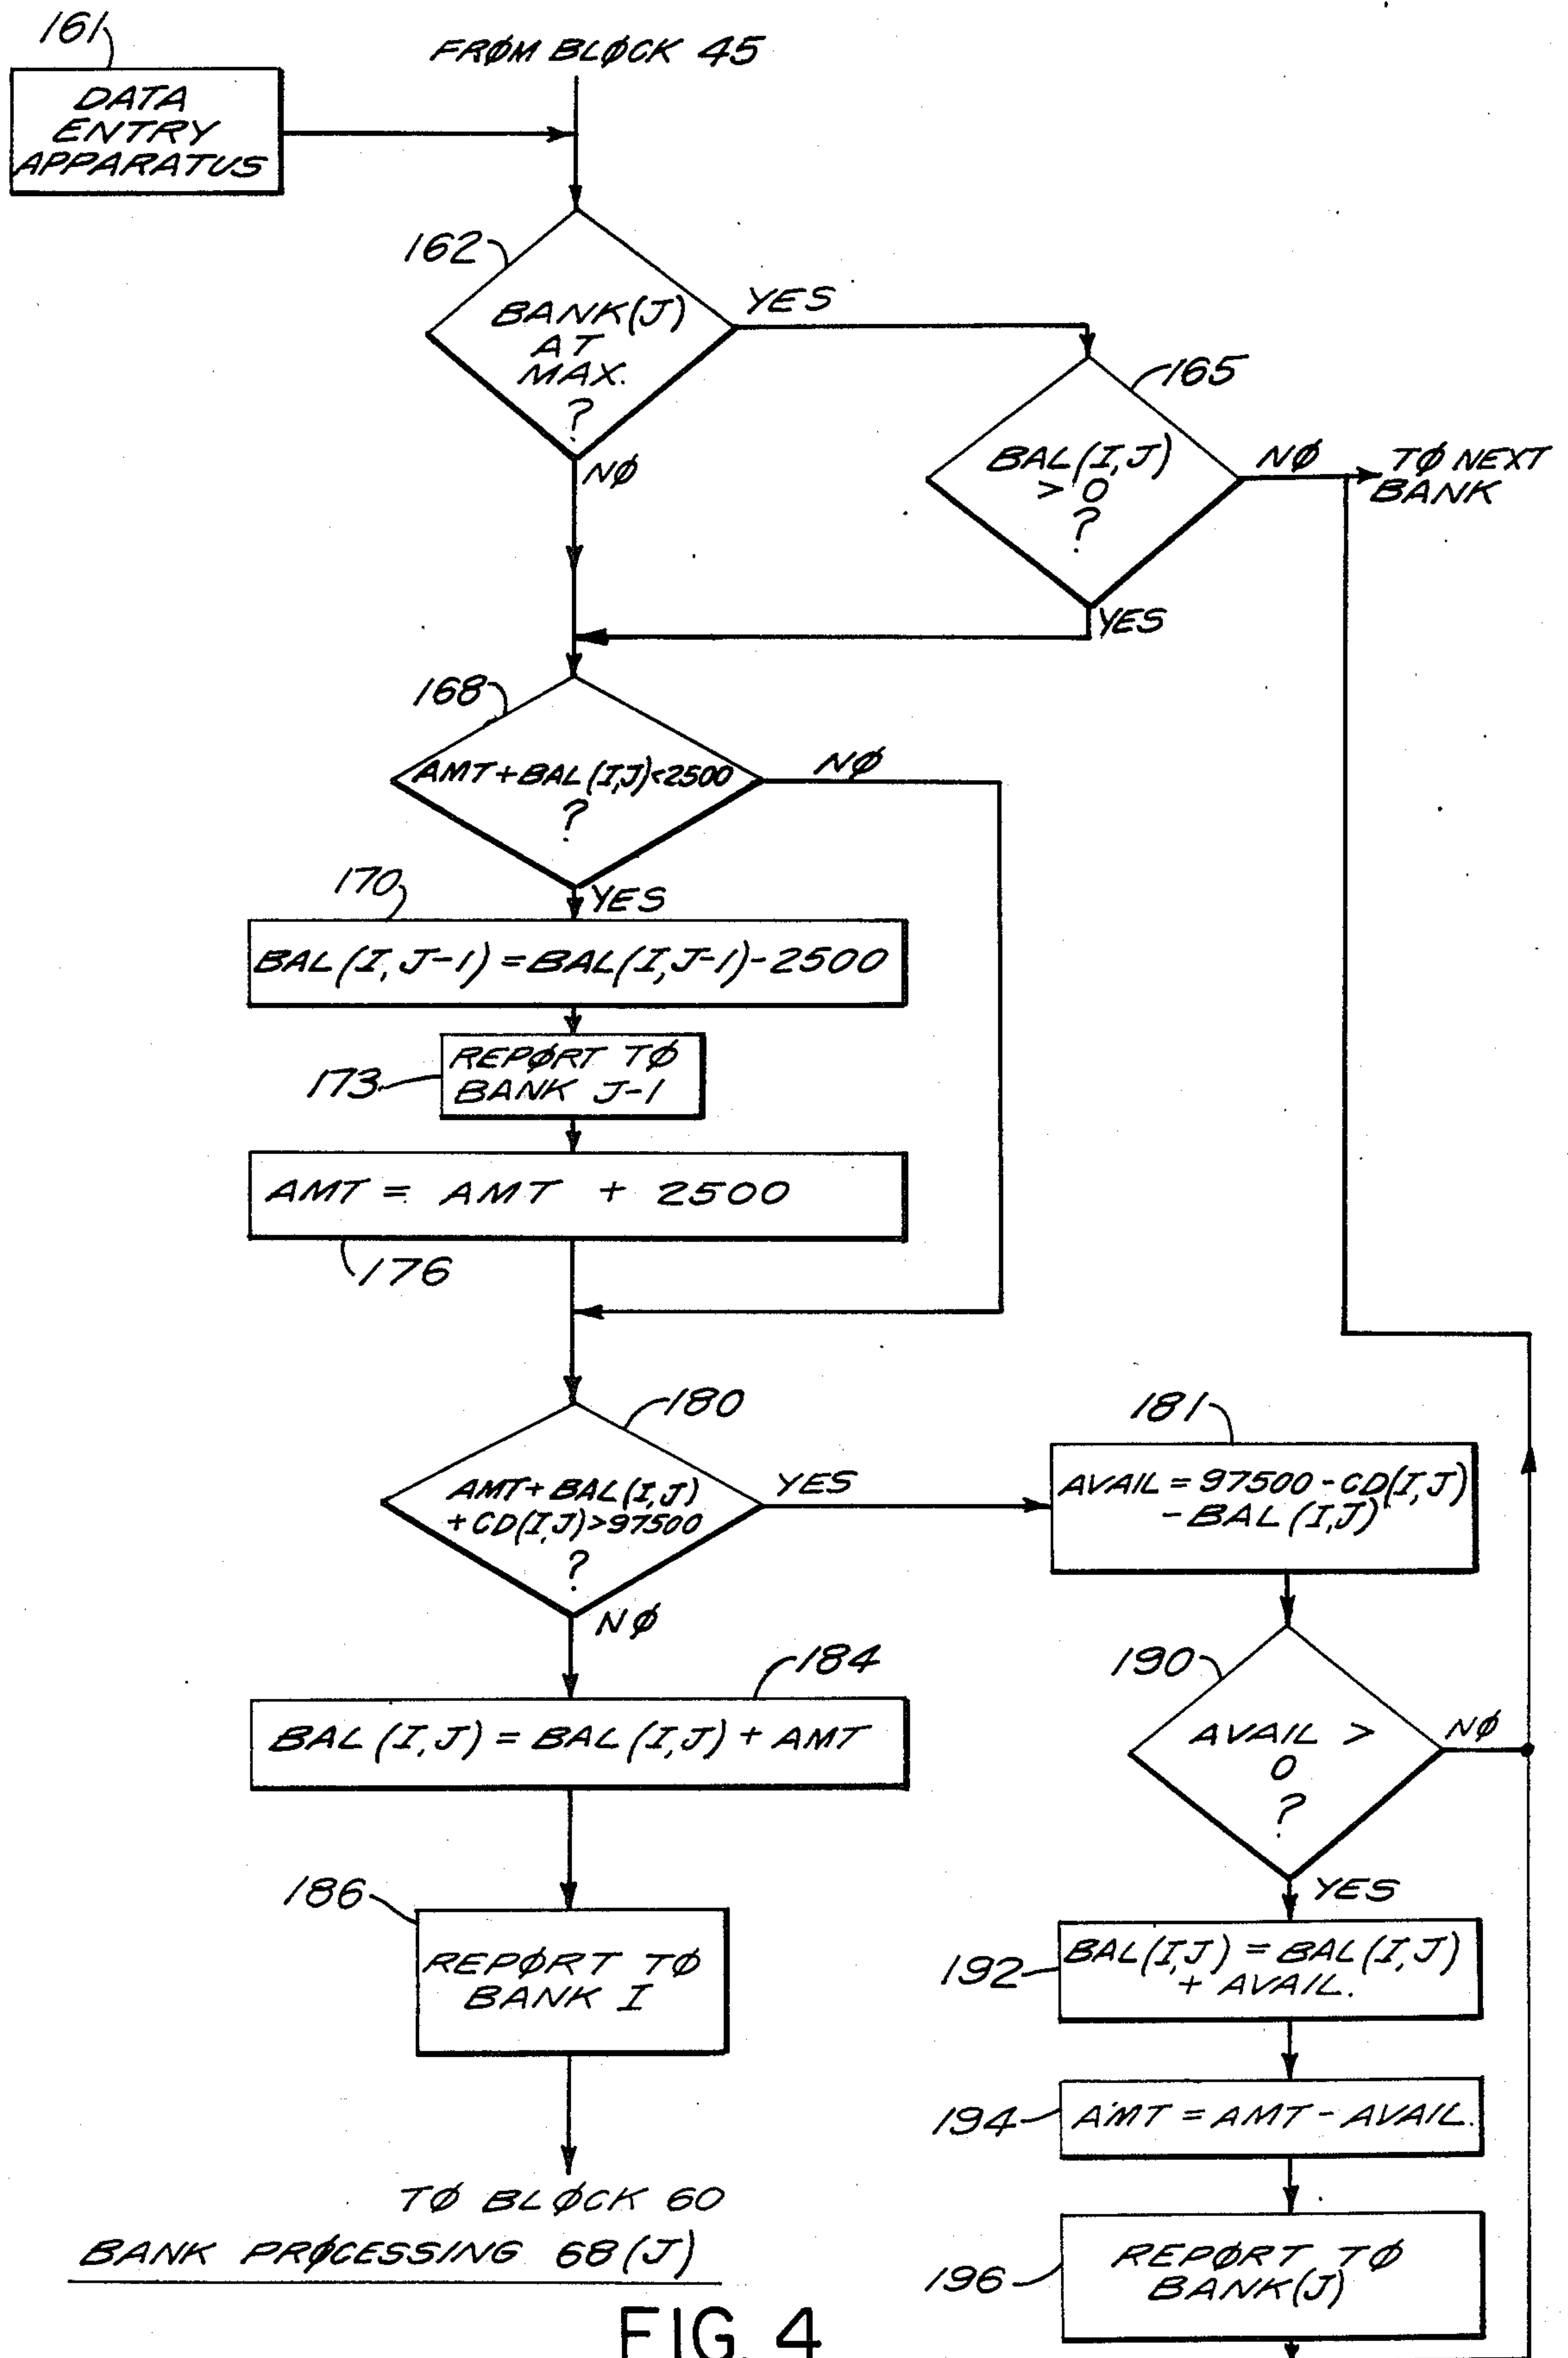 161
FRØM BLØCK 45
DATA
ENTRY
APPARATUS
162
BANK(J)
AT
MAX.
?
YES
NØ
165
BAL(I,J)
> 0
?
NØ
TØ NEXT
BANK
YES
168
AMT+BAL(I,J)<2500
?
NØ
YES
170
BAL(I,J-1)=BAL(I,J-1)-2500
173
REPØRT TØ
BANK J-1
AMT = AMT + 2500
176
180
AMT+BAL(I,J)
+CD(I,J)>97500
?
YES
NØ
181
AVAIL=97500-CD(I,J)
-BAL(I,J)
184
BAL(I,J)=BAL(I,J)+AMT
190
AVAIL >
0
?
NØ
YES
186
REPØRT TØ
BANK I
192
BAL(I,J)=BAL(I,J)
+ AVAIL.
194
AMT=AMT-AVAIL.
196
REPØRT TØ
BANK(J)
TØ BLØCK 60
BANK PRØCESSING 68(J)
FIG. 4